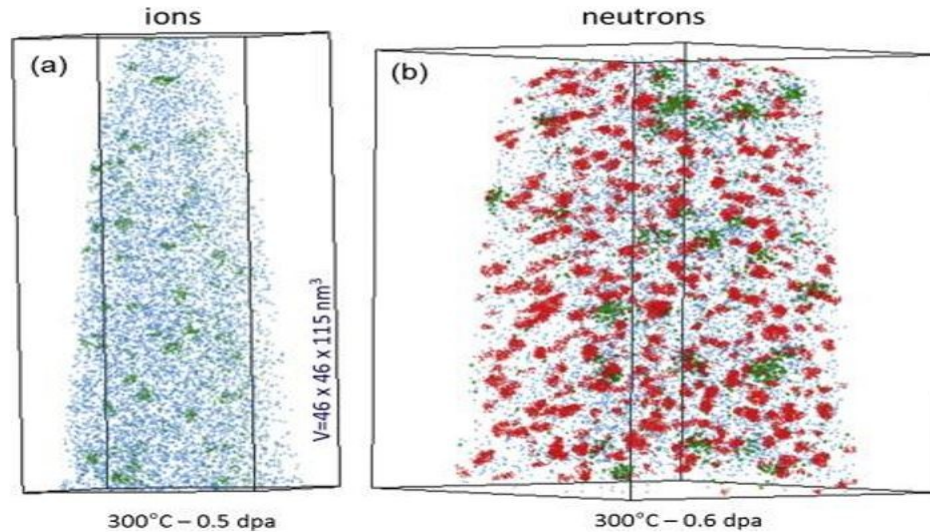 ions
neutrons
(a)
(b)
V=46 x 46 x 115 nm³
300°C – 0.5 dpa
300°C – 0.6 dpa